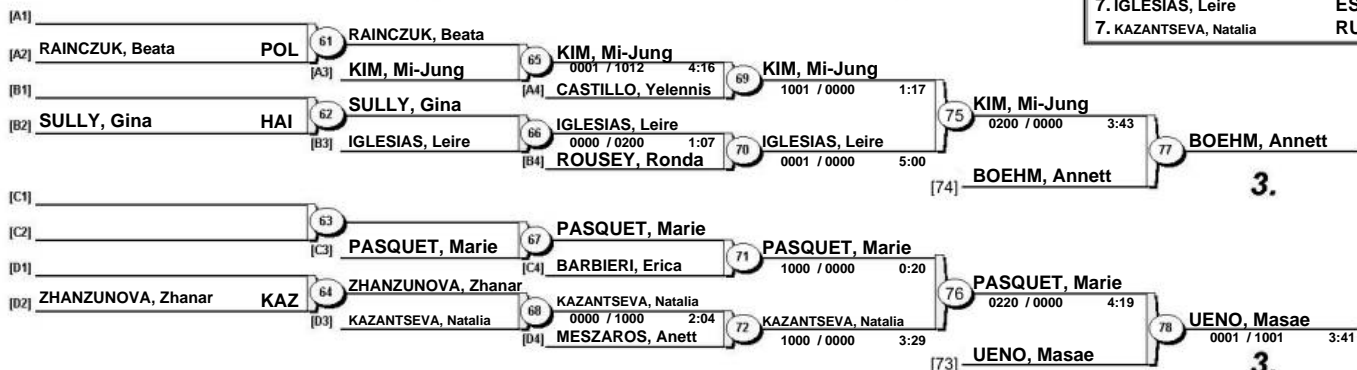 7. IGLESIAS, Leire ES
7. KAZANTSEVA, Natalia RU
[A1]
[A2] RAINCZUK, Beata POL 61 RAINCZUK, Beata
[A3] KIM, Mi-Jung 65 KIM, Mi-Jung
0001 / 1012 4:16
[A4] CASTILLO, Yelennis 69 KIM, Mi-Jung
1001 / 0000 1:17
[B1]
[B2] SULLY, Gina HAI 62 SULLY, Gina
[B3] IGLESIAS, Leire 66 IGLESIAS, Leire
0000 / 0200 1:07
[B4] ROUSEY, Ronda 70 IGLESIAS, Leire
0001 / 0000 5:00
75 KIM, Mi-Jung
0200 / 0000 3:43
[74] BOEHM, Annett 77 BOEHM, Annett
3.
[C1]
[C2] 63
[C3] PASQUET, Marie 67 PASQUET, Marie
[C4] BARBIERI, Erica 71 PASQUET, Marie
1000 / 0000 0:20
[D1]
[D2] ZHANZUNOVA, Zhanar KAZ 64 ZHANZUNOVA, Zhanar
[D3] KAZANTSEVA, Natalia 68 KAZANTSEVA, Natalia
0000 / 1000 2:04
[D4] MESZAROS, Anett 72 KAZANTSEVA, Natalia
1000 / 0000 3:29
76 PASQUET, Marie
0220 / 0000 4:19
[73] UENO, Masae 78 UENO, Masae
0001 / 1001 3:41
3.